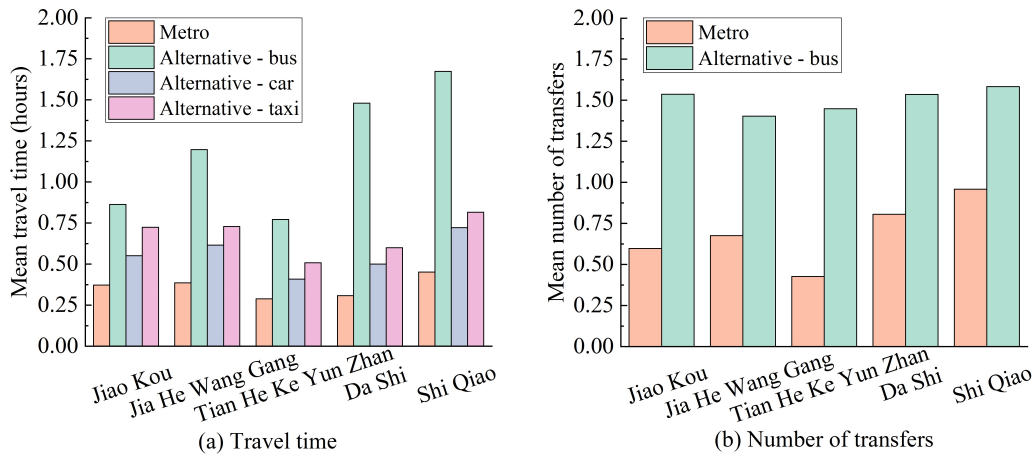 Mean travel time (hours)
2.00
1.75
1.50
1.25
1.00
0.75
0.50
0.25
0.00
Metro
Alternative - bus
Alternative - car
Alternative - taxi
Jiao Kou
Jia He Wang Gang
Tian He Ke Yun Zhan
Da Shi
Shi Qiao
(a) Travel time
Mean number of transfers
2.00
1.75
1.50
1.25
1.00
0.75
0.50
0.25
0.00
Metro
Alternative - bus
Jiao Kou
Jia He Wang Gang
Tian He Ke Yun Zhan
Da Shi
Shi Qiao
(b) Number of transfers